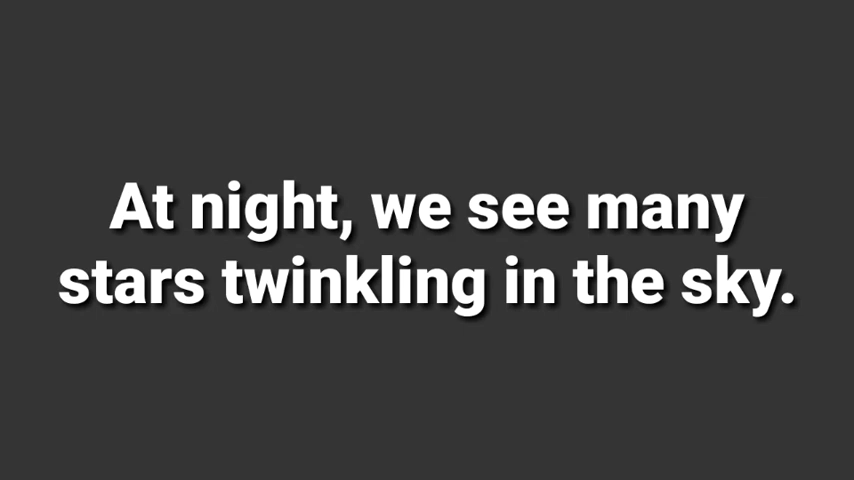 At night, we see many
stars twinkling in the sky.